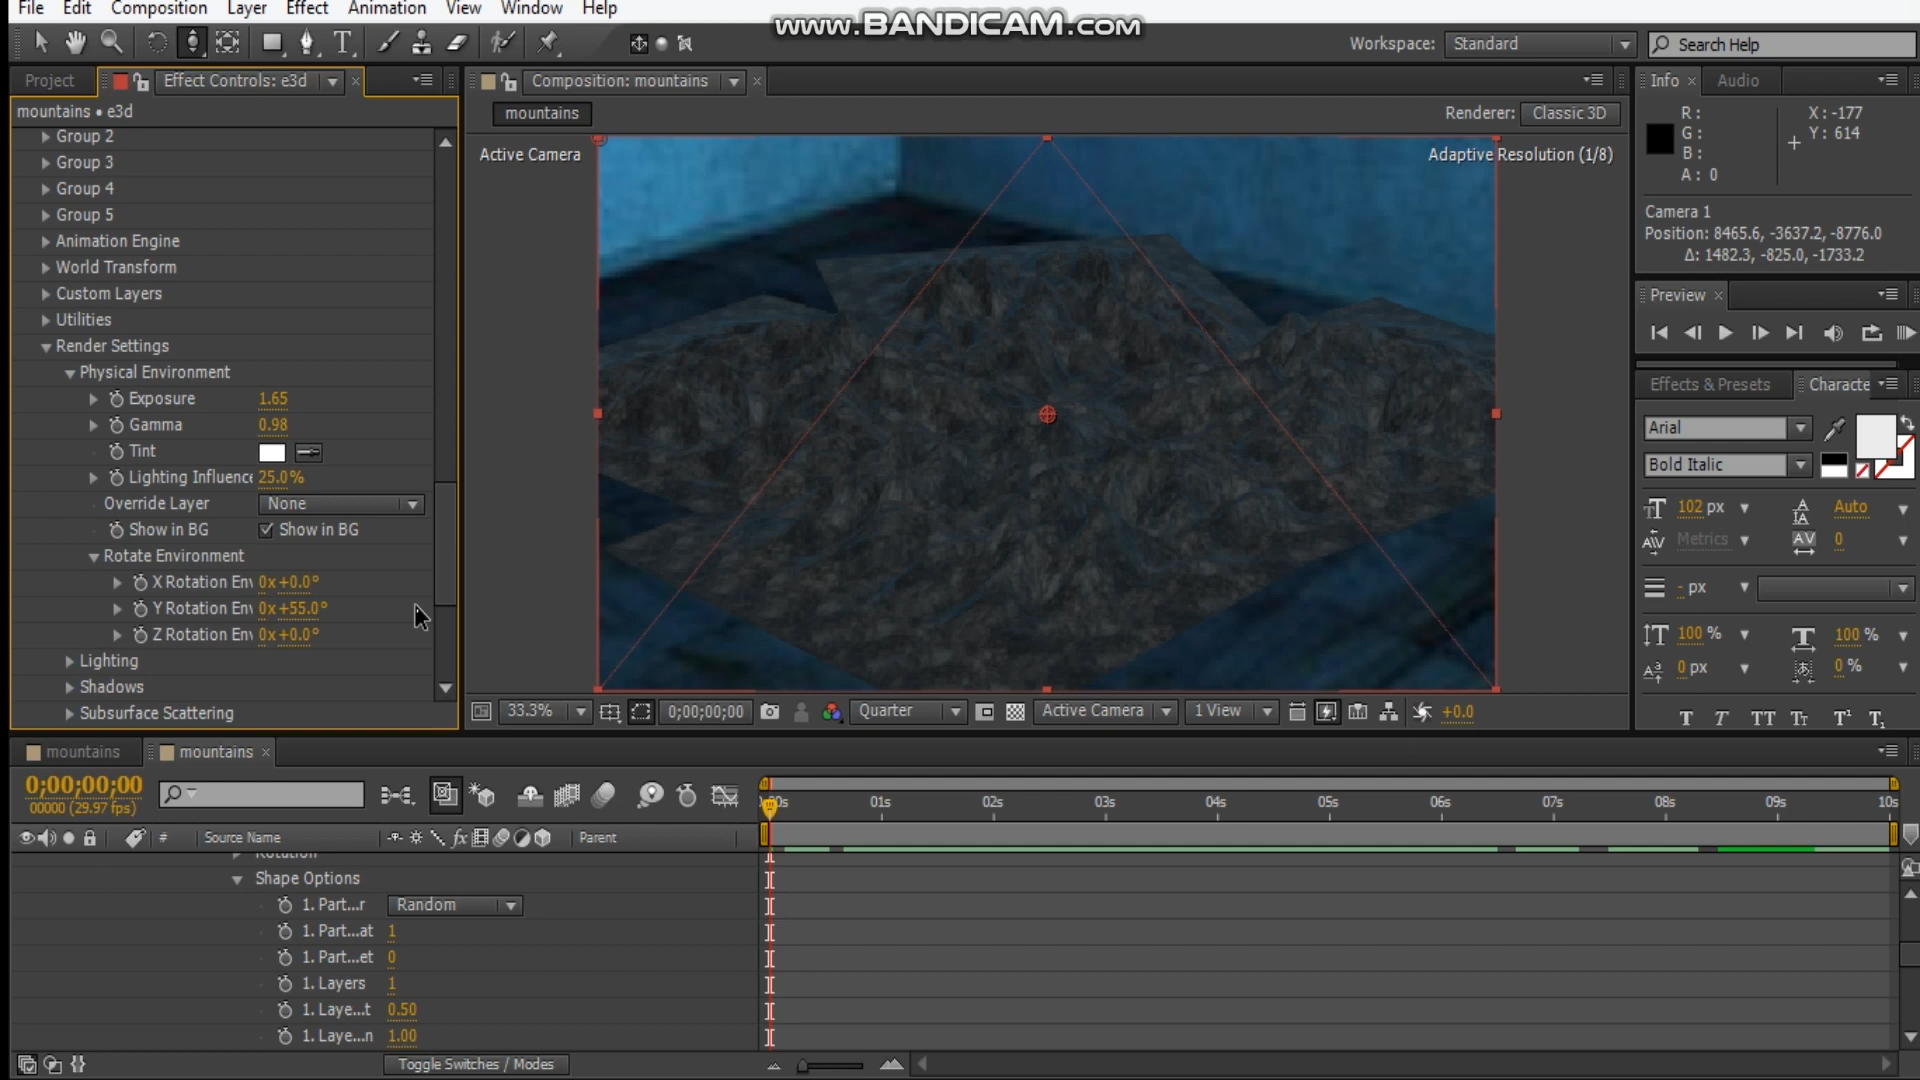 File Edit Composition Layer Effect Animation View Window Help
www.BANDICAM.com
Workspace: Standard Search Help
Project Effect Controls: e3d
Composition: mountains
Info Audio
mountains • e3d
mountains
Renderer: Classic 3D
R: X: -177
G: Y: 614
B:
A: 0
Group 2
Group 3
Group 4
Group 5
Animation Engine
World Transform
Custom Layers
Utilities
Render Settings
Physical Environment
Exposure 1.65
Gamma 0.98
Tint
Lighting Influence 25.0%
Override Layer None
Show in BG Show in BG
Rotate Environment
X Rotation Env 0x +0.0°
Y Rotation Env 0x +55.0°
Z Rotation Env 0x +0.0°
Lighting
Shadows
Subsurface Scattering
Active Camera
Adaptive Resolution (1/8)
Camera 1
Position: 8465.6, -3637.2, -8776.0
Δ: 1482.3, -825.0, -1733.2
Preview
Effects & Presets Characte
Arial
Bold Italic
102 px Auto
Metrics 0
- px
100 % 100 %
0 px 0 %
T T TT Tt T¹ T₁
33.3% 0;00;00;00 Quarter Active Camera 1 View +0.0
mountains mountains
0;00;00;00
00000 (29.97 fps)
:00s 01s 02s 03s 04s 05s 06s 07s 08s 09s 10s
# Source Name Parent
Rotation
Shape Options
1. Part...r Random
1. Part...at 1
1. Part...et 0
1. Layers 1
1. Laye...t 0.50
1. Laye...n 1.00
Toggle Switches / Modes